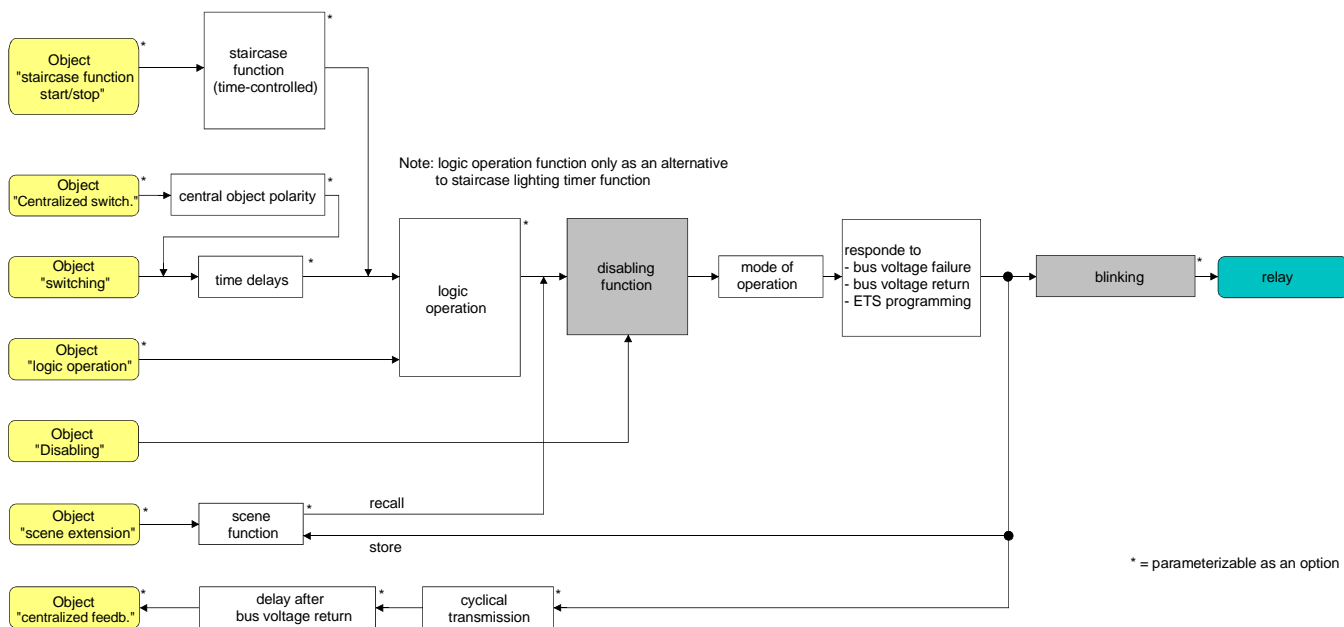 *
*
Object
"staircase function
start/stop"
staircase
function
(time-controlled)
Note: logic operation function only as an alternative
to staircase lighting timer function
*
*
Object
"Centralized switch."
central object polarity
*
*
Object
"switching"
*
time delays
logic
operation
disabling
function
mode of
operation
responde to
- bus voltage failure
- bus voltage return
- ETS programming
blinking
*
relay
*
Object
"logic operation"
Object
"Disabling"
*
Object
"scene extension"
*
scene
function
recall
store
* = parameterizable as an option
*
Object
"centralized feedb."
*
delay after
bus voltage return
*
cyclical
transmission